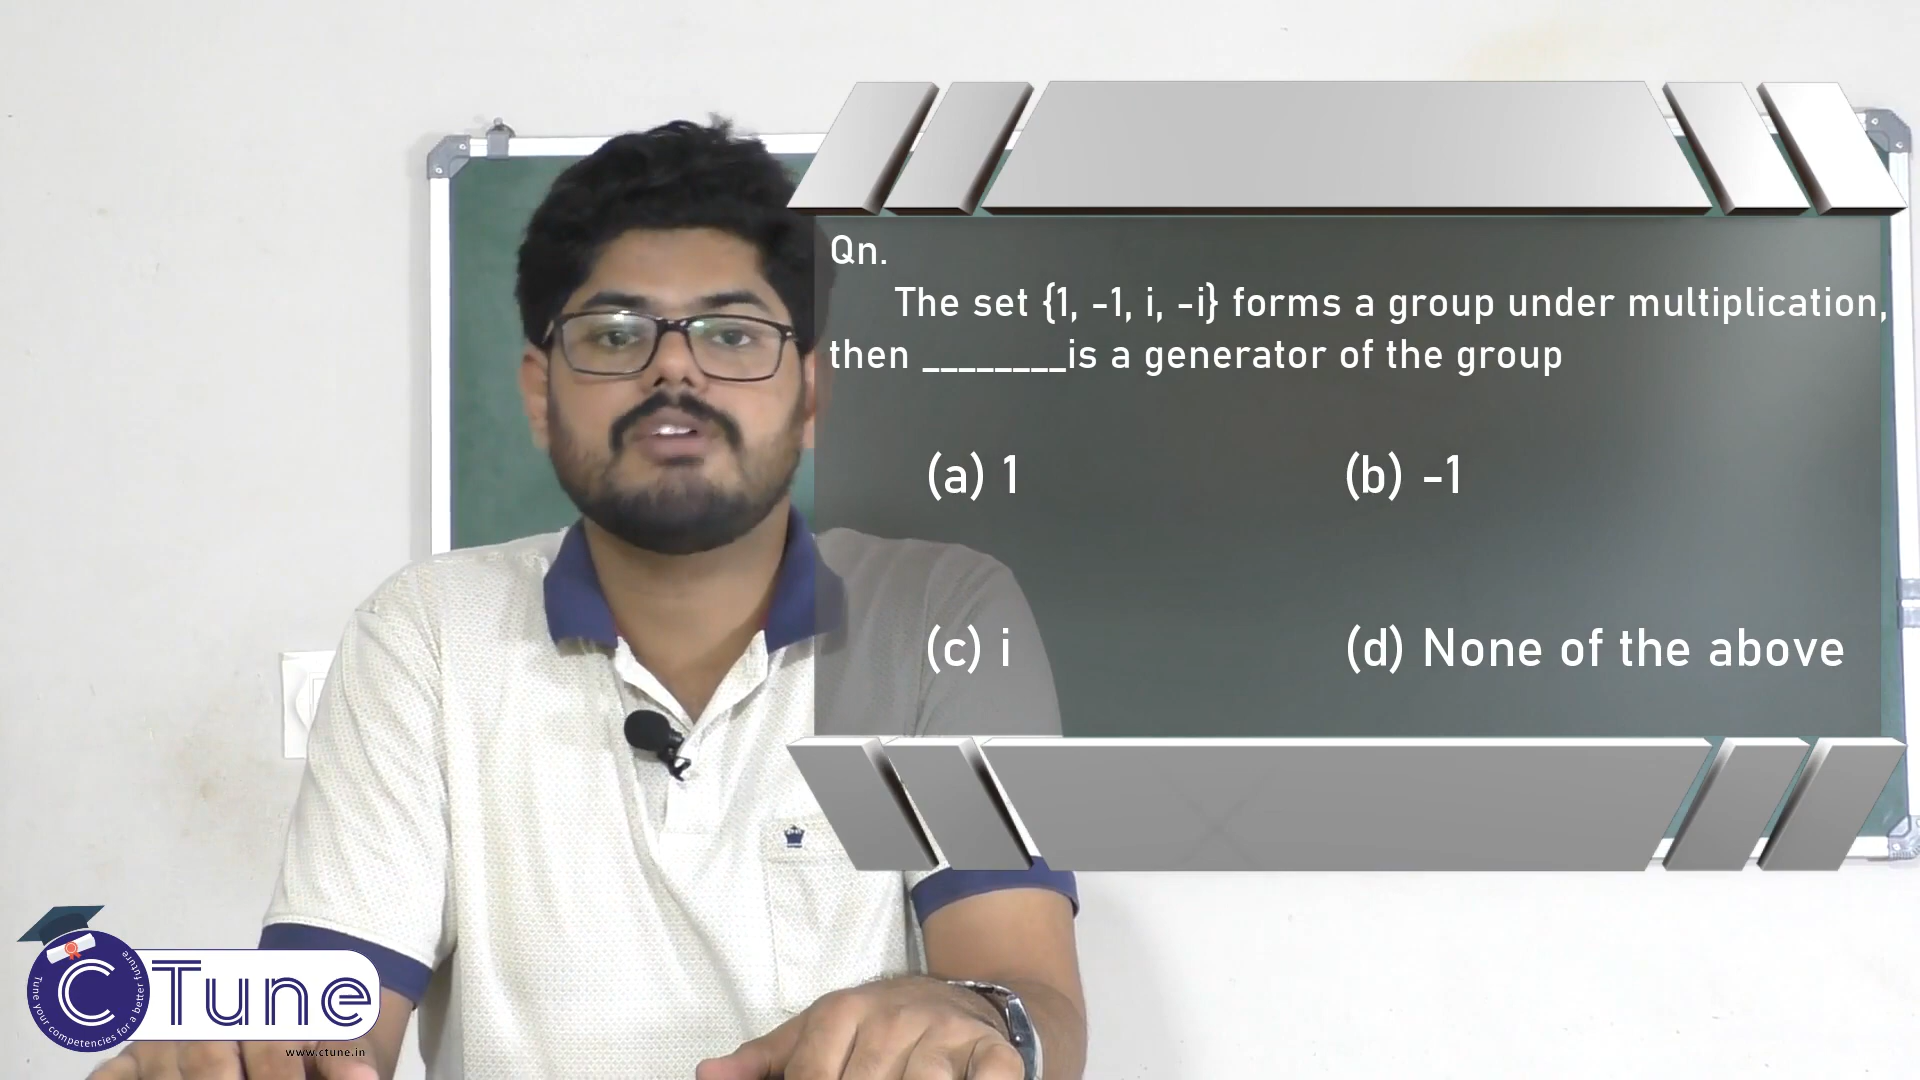 Qn.
The set {1, -1, i, -i} forms a group under multiplication,
then ________is a generator of the group
(a) 1
(b) -1
(c) i
(d) None of the above
C Tune
Tune your competencies for a better future
www.ctune.in